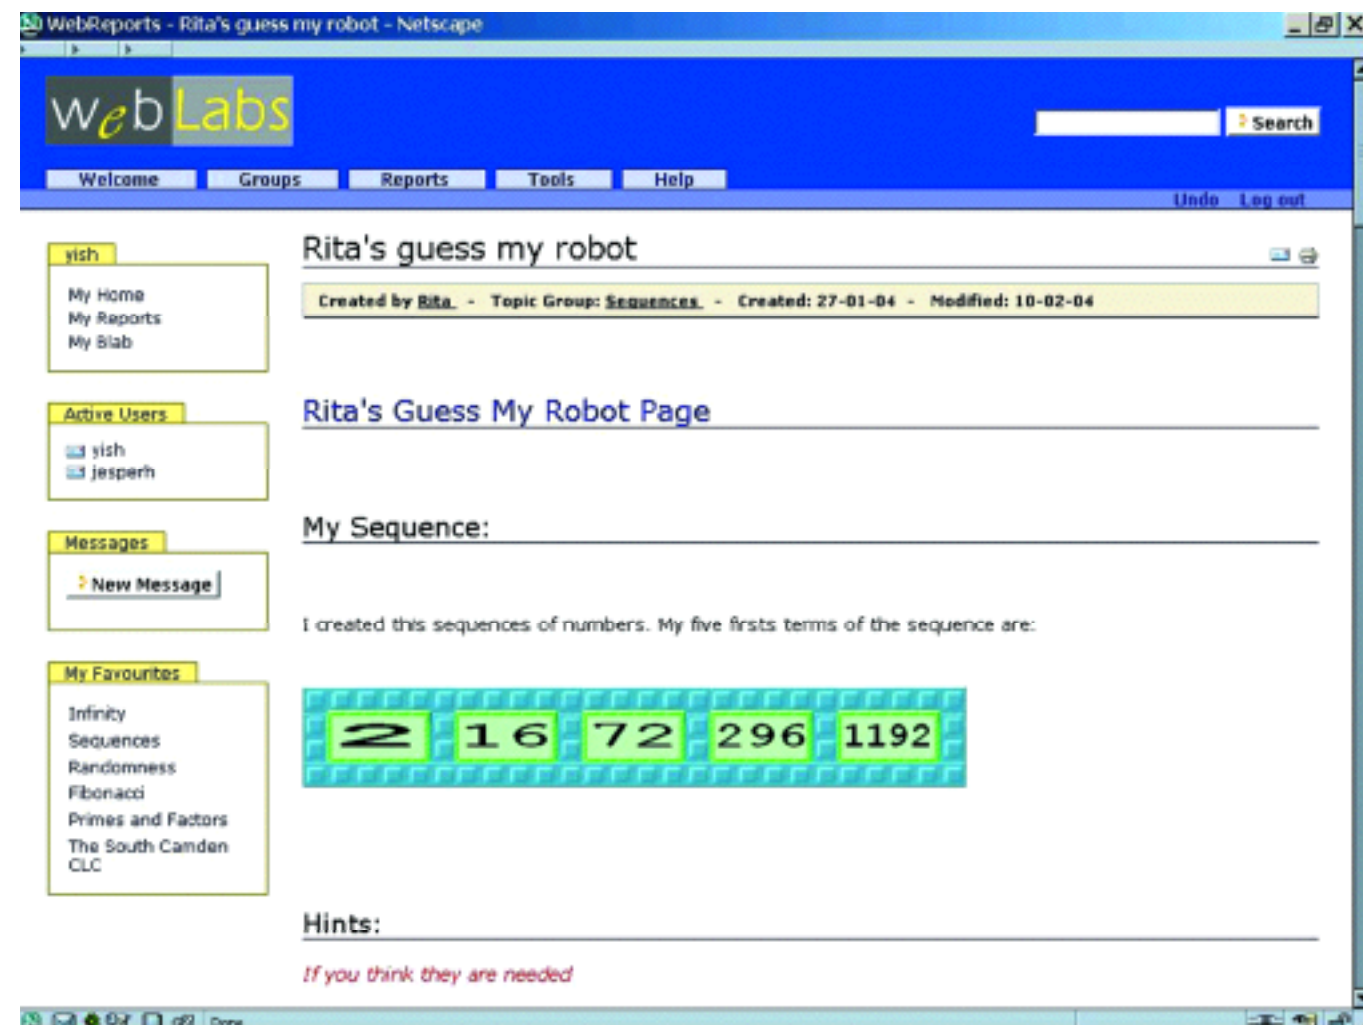 WebReports - Rita's guess my robot - Netscape
webLabs
Search
Welcome Groups Reports Tools Help
Undo Log out
yish
My Home
My Reports
My Blab
Active Users
yish
jesperh
Messages
New Message
My Favourites
Infinity
Sequences
Randomness
Fibonacci
Primes and Factors
The South Camden
CLC
Rita's guess my robot
Created by Rita - Topic Group: Sequences - Created: 27-01-04 - Modified: 10-02-04
Rita's Guess My Robot Page
My Sequence:
I created this sequences of numbers. My five firsts terms of the sequence are:
2 16 72 296 1192
Hints:
If you think they are needed
Done